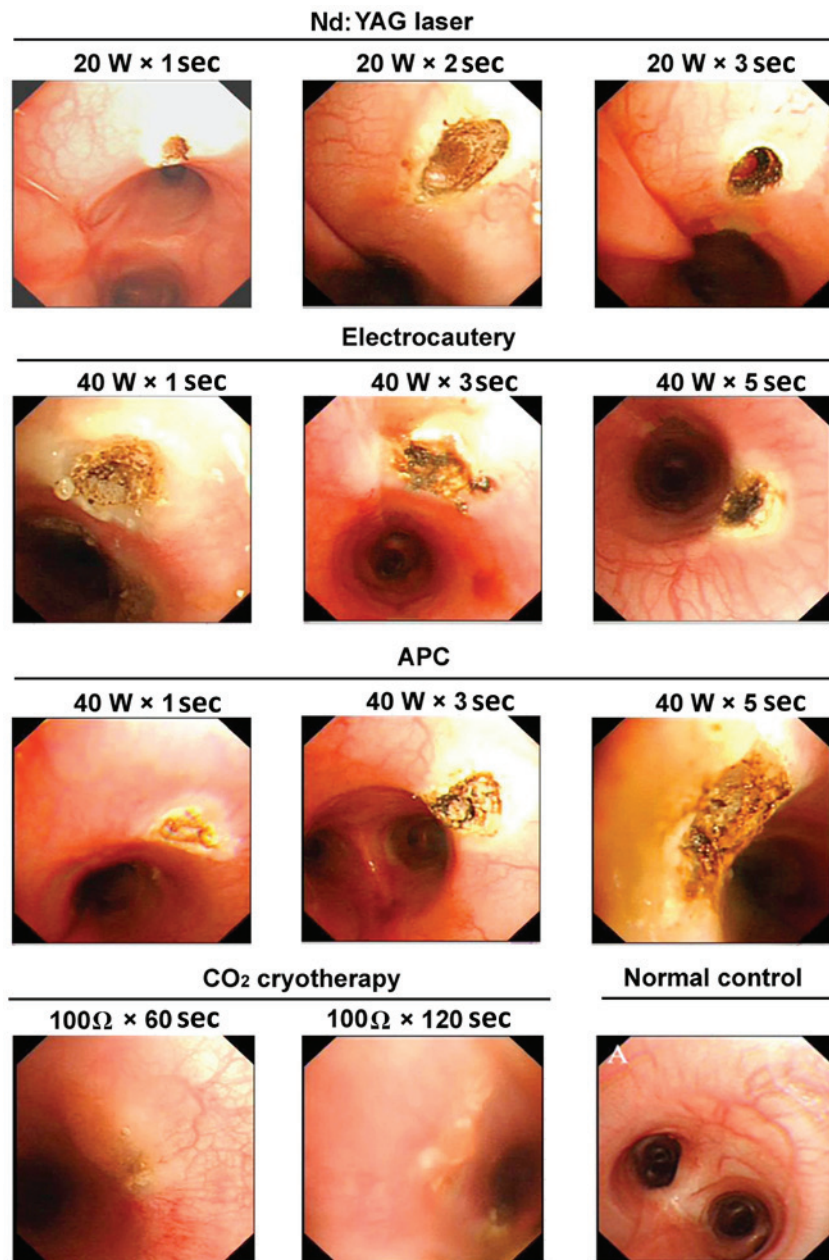 Nd:YAG laser
20 W × 1 sec 20 W × 2 sec 20 W × 3 sec
Electrocautery
40 W × 1 sec 40 W × 3 sec 40 W × 5 sec
APC
40 W × 1 sec 40 W × 3 sec 40 W × 5 sec
CO₂ cryotherapy Normal control
100Ω × 60 sec 100Ω × 120 sec
A